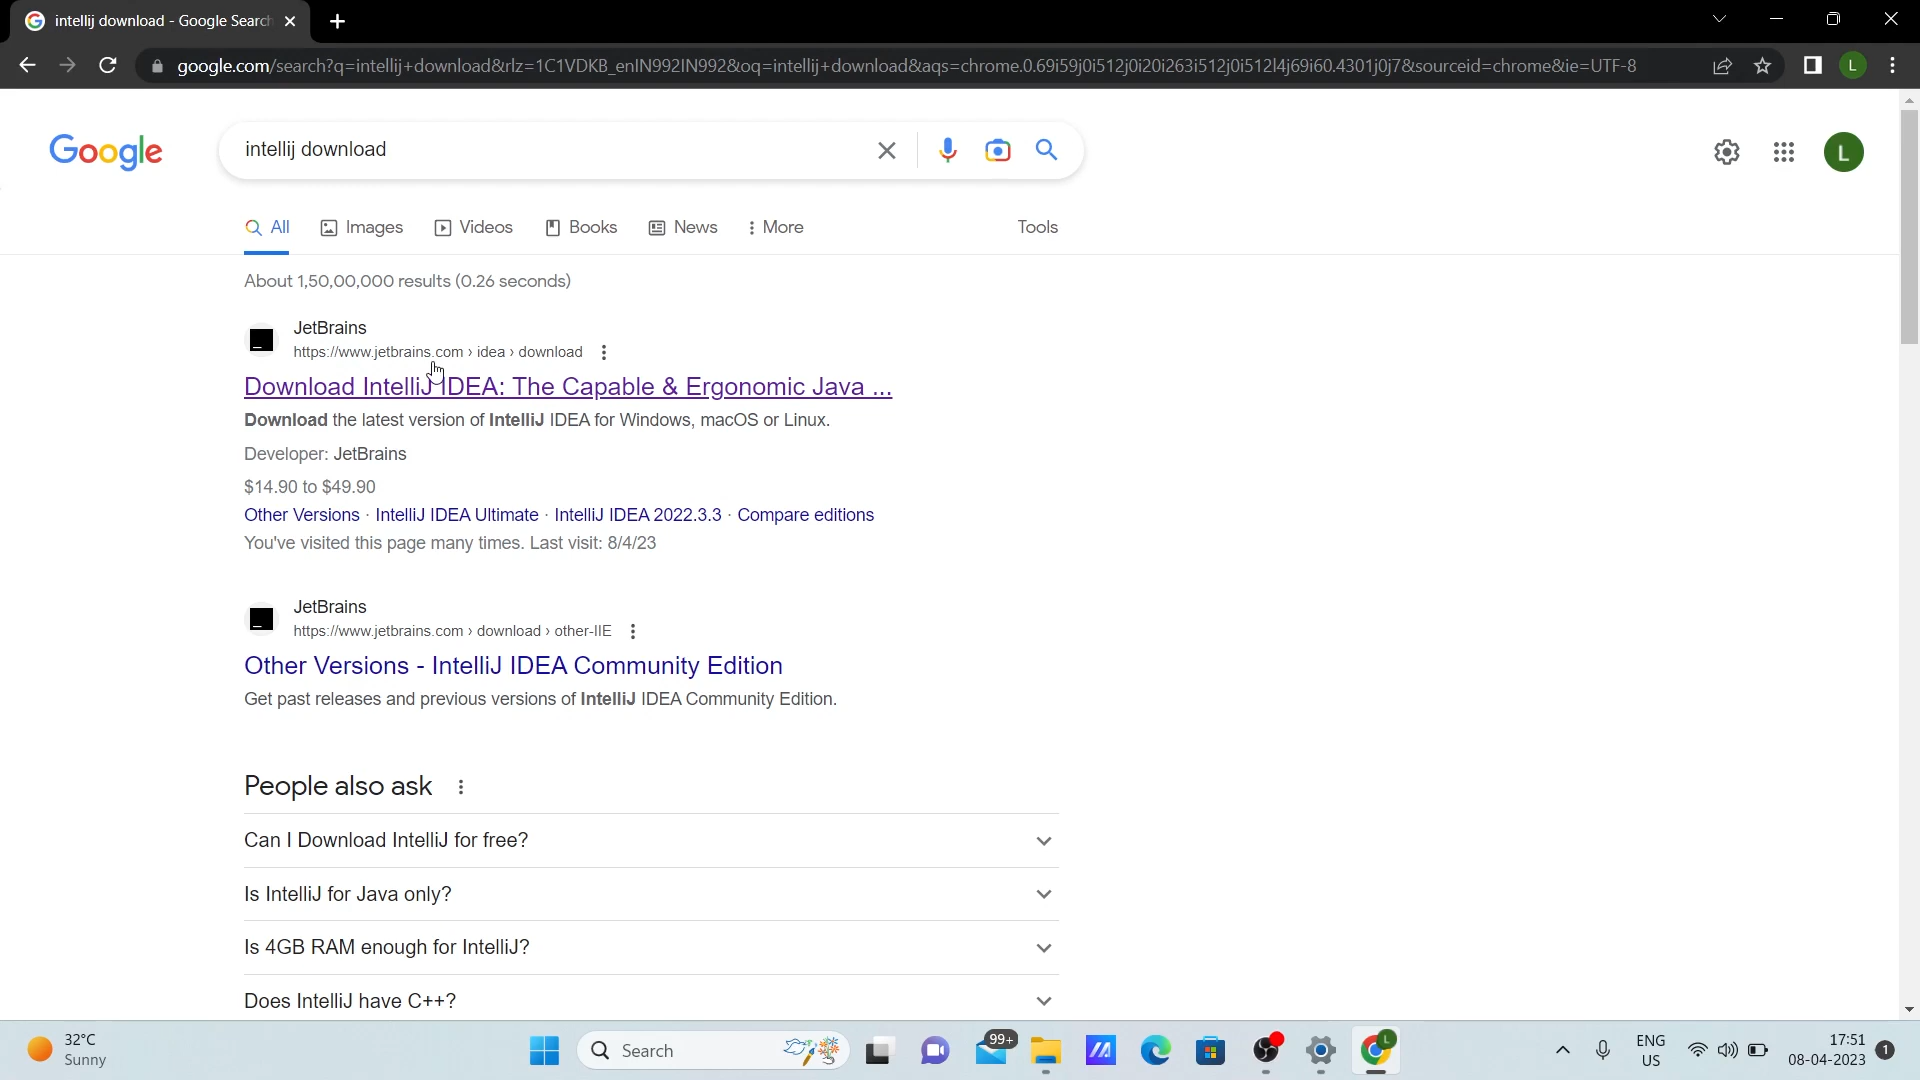 intellij download - Google Search
google.com/search?q=intellij+download&rlz=1C1VDKB_enIN992IN992&oq=intellij+download&aqs=chrome.0.69i59j0i512j0i20i263i512j0i512l4j69i60.4301j0j7&sourceid=chrome&ie=UTF-8
L
Google
intellij download
L
All
Images
Videos
Books
News
More
Tools
About 1,50,00,000 results (0.26 seconds)
JetBrains
https://www.jetbrains.com › idea › download
Download IntelliJ IDEA: The Capable & Ergonomic Java ...
Download the latest version of IntelliJ IDEA for Windows, macOS or Linux.
Developer: JetBrains
$14.90 to $49.90
Other Versions · IntelliJ IDEA Ultimate · IntelliJ IDEA 2022.3.3 · Compare editions
You've visited this page many times. Last visit: 8/4/23
JetBrains
https://www.jetbrains.com › download › other-IIE
Other Versions - IntelliJ IDEA Community Edition
Get past releases and previous versions of IntelliJ IDEA Community Edition.
People also ask
Can I Download IntelliJ for free?
Is IntelliJ for Java only?
Is 4GB RAM enough for IntelliJ?
Does IntelliJ have C++?
32°C
Sunny
Search
99+
L
ENG
US
17:51
08-04-2023
1